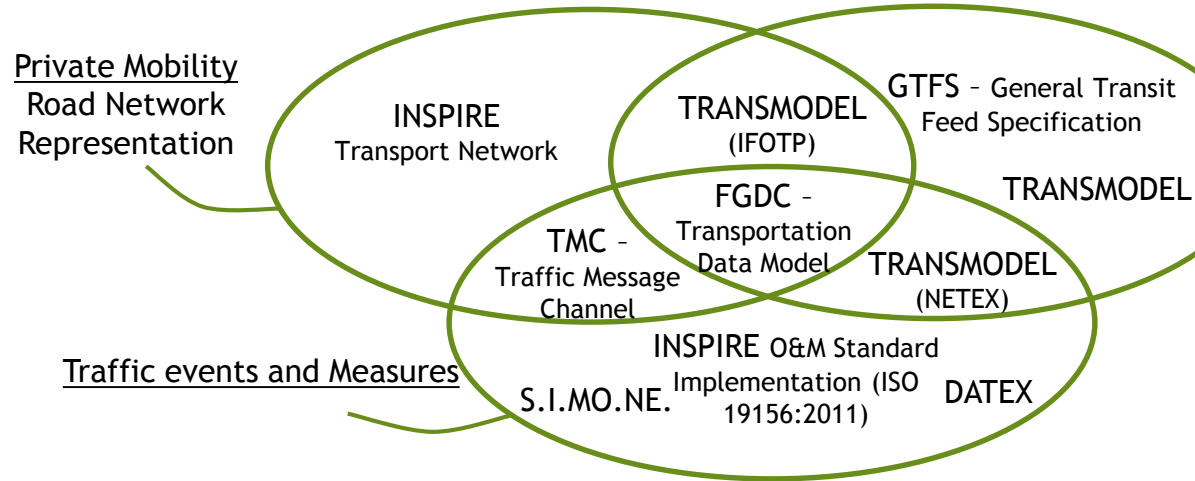 Private Mobility
Road Network
Representation
INSPIRE
Transport Network
TRANSMODEL
(IFOTP)
GTFS – General Transit
Feed Specification
TRANSMODEL
FGDC –
Transportation
Data Model
TMC –
Traffic Message
Channel
TRANSMODEL
(NETEX)
Traffic events and Measures
INSPIRE O&M Standard
Implementation (ISO
19156:2011)
S.I.MO.NE.
DATEX